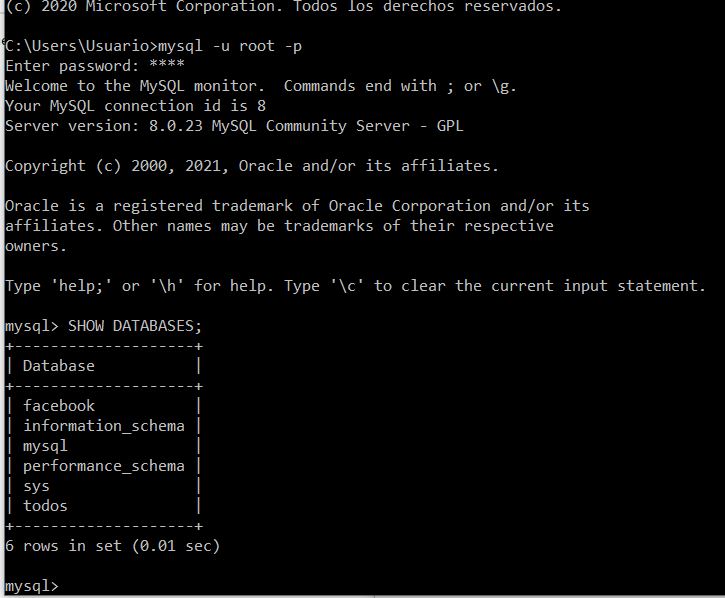 (c) 2020 Microsoft Corporation. Todos los derechos reservados.
C:\Users\Usuario>mysql -u root -p
Enter password: ****
Welcome to the MySQL monitor.  Commands end with ; or \g.
Your MySQL connection id is 8
Server version: 8.0.23 MySQL Community Server - GPL
Copyright (c) 2000, 2021, Oracle and/or its affiliates.
Oracle is a registered trademark of Oracle Corporation and/or its
affiliates. Other names may be trademarks of their respective
owners.
Type 'help;' or '\h' for help. Type '\c' to clear the current input statement.
mysql> SHOW DATABASES;
+--------------------+
| Database           |
+--------------------+
| facebook           |
| information_schema |
| mysql              |
| performance_schema |
| sys                |
| todos              |
+--------------------+
6 rows in set (0.01 sec)
mysql>